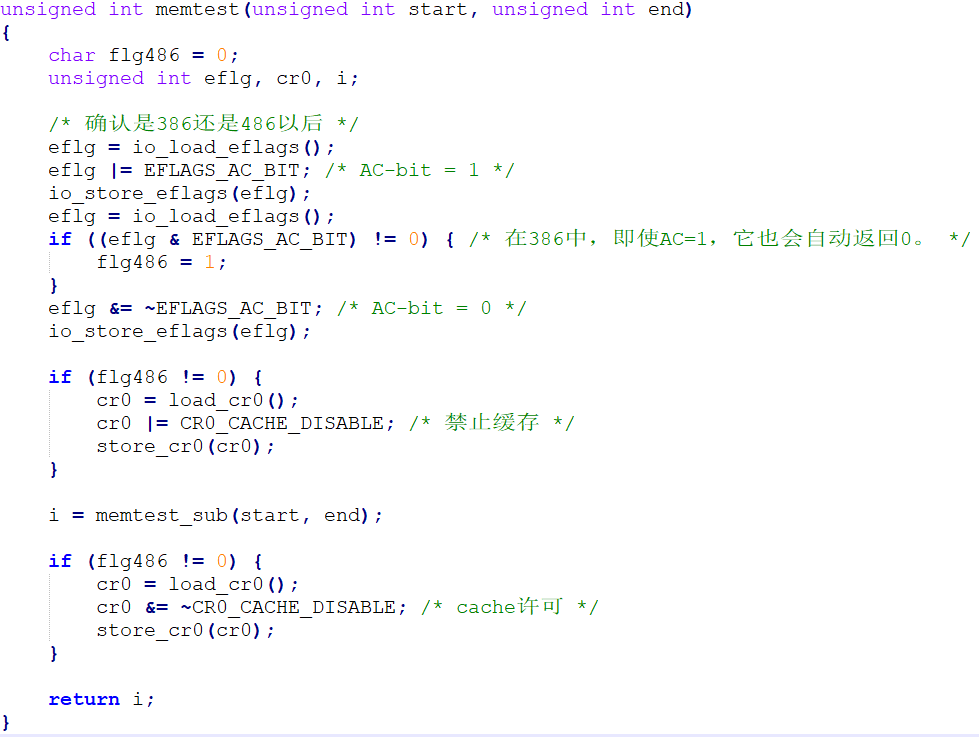 unsigned int memtest(unsigned int start, unsigned int end)
{
    char flg486 = 0;
    unsigned int eflg, cr0, i;

    /* 确认是386还是486以后 */
    eflg = io_load_eflags();
    eflg |= EFLAGS_AC_BIT; /* AC-bit = 1 */
    io_store_eflags(eflg);
    eflg = io_load_eflags();
    if ((eflg & EFLAGS_AC_BIT) != 0) { /* 在386中，即使AC=1，它也会自动返回0。 */
        flg486 = 1;
    }
    eflg &= ~EFLAGS_AC_BIT; /* AC-bit = 0 */
    io_store_eflags(eflg);

    if (flg486 != 0) {
        cr0 = load_cr0();
        cr0 |= CR0_CACHE_DISABLE; /* 禁止缓存 */
        store_cr0(cr0);
    }

    i = memtest_sub(start, end);

    if (flg486 != 0) {
        cr0 = load_cr0();
        cr0 &= ~CR0_CACHE_DISABLE; /* cache许可 */
        store_cr0(cr0);
    }

    return i;
}